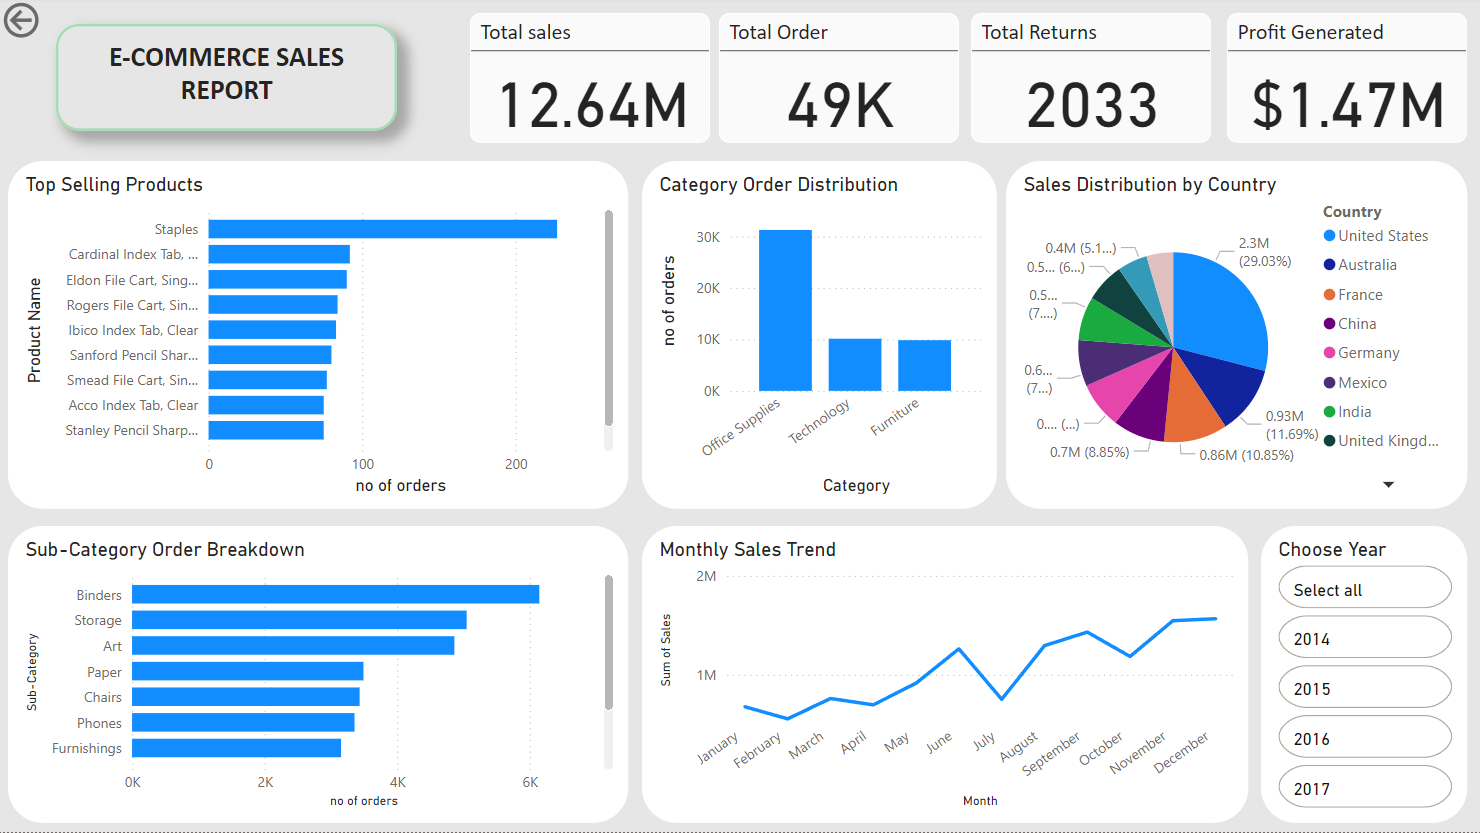 E-COMMERCE SALES
REPORT
Total sales
12.64M
Total Order
49K
Total Returns
2033
Profit Generated
$1.47M
Top Selling Products
Product Name
Staples
Cardinal Index Tab, ...
Eldon File Cart, Sing...
Rogers File Cart, Sin...
Ibico Index Tab, Clear
Sanford Pencil Shar...
Smead File Cart, Sin...
Acco Index Tab, Clear
Stanley Pencil Sharp...
0 100 200
no of orders
Category Order Distribution
no of orders
30K
20K
10K
0K
Office Supplies
Technology
Furniture
Category
Sales Distribution by Country
2.3M
(29.03%)
0.93M
(11.69%)
0.86M (10.85%)
0.7M (8.85%)
0.... (...)
0.6...
(7...)
0.5...
(7....)
0.5... (6...)
0.4M (5.1...)
Country
United States
Australia
France
China
Germany
Mexico
India
United Kingd...
Sub-Category Order Breakdown
Sub-Category
Binders
Storage
Art
Paper
Chairs
Phones
Furnishings
0K 2K 4K 6K
no of orders
Monthly Sales Trend
Sum of Sales
2M
1M
January
February
March
April
May
June
July
August
September
October
November
December
Month
Choose Year
Select all
2014
2015
2016
2017